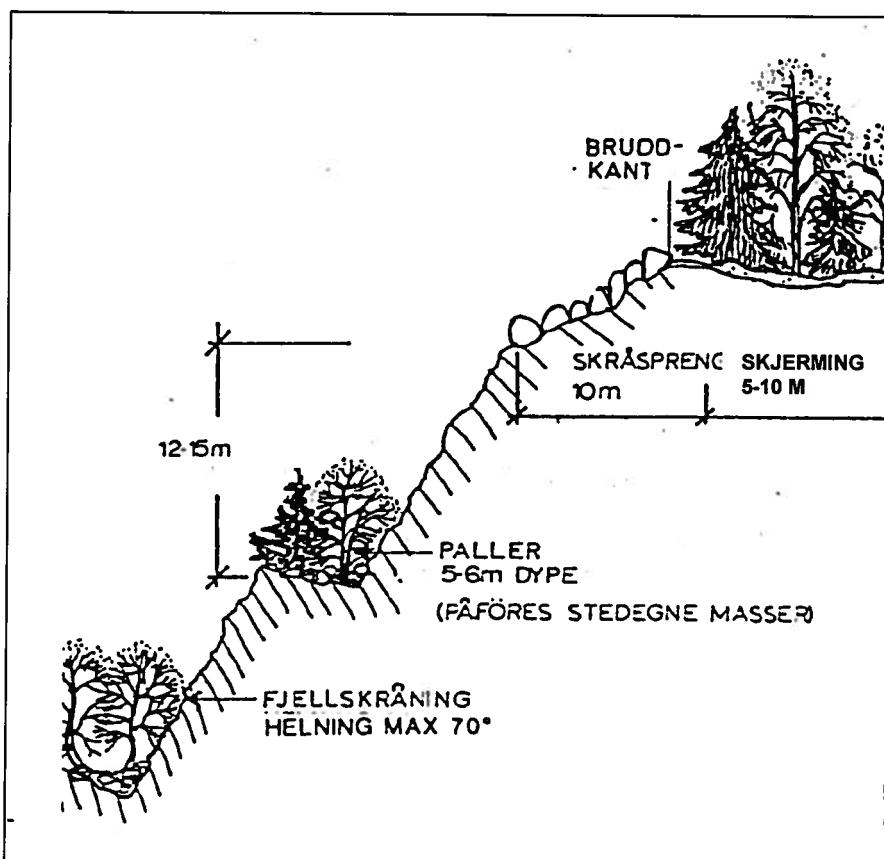 BRUDD-
KANT
SKRÅSPRENG
10m
SKJERMING
5-10 M
12-15m
PALLER
5-6m DYPE
(PÅFÖRES STEDEGNE MASSER)
FJELLSKRÅNING
HELNING MAX 70°